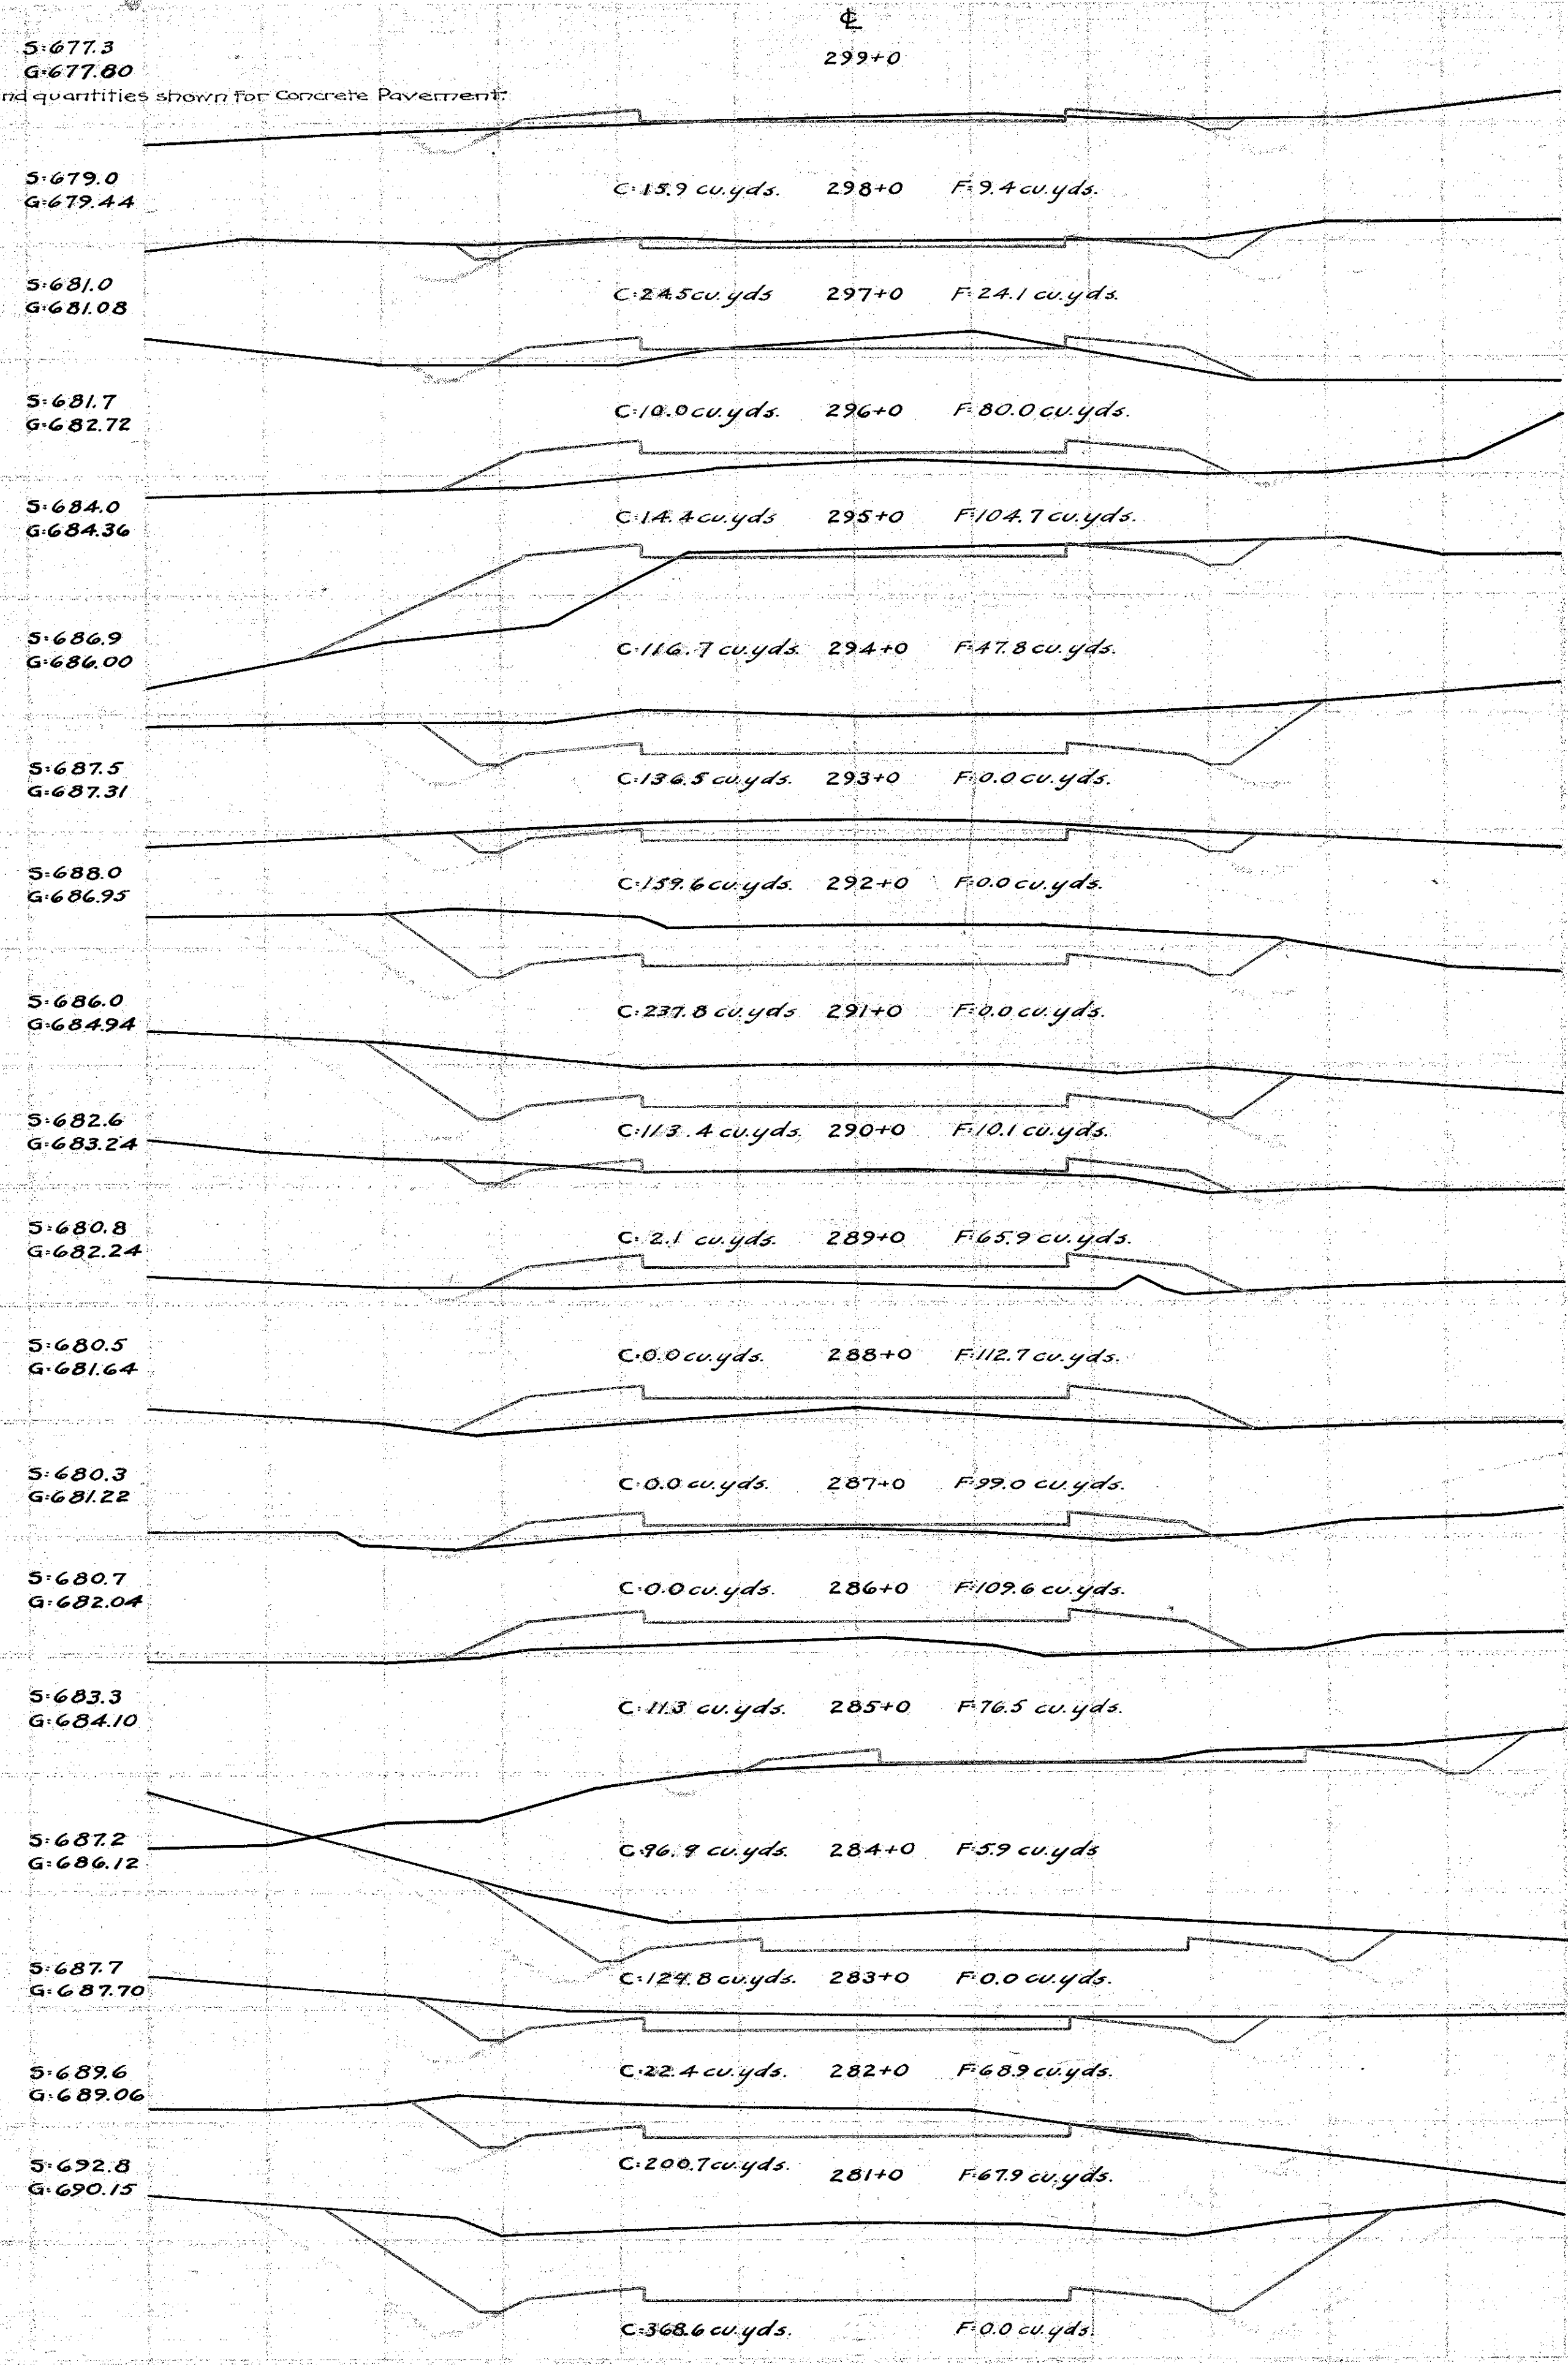 ℄
S:677.3
299+0
G:677.80
nd quantities shown for Concrete Pavement.
S:679.0
C:15.9 cu.yds. 298+0 F:9.4 cu.yds.
G:679.44
S:681.0
C:24.5 cu.yds 297+0 F:24.1 cu.yds.
G:681.08
S:681.7
C:10.0 cu.yds. 296+0 F:80.0 cu.yds.
G:682.72
S:684.0
C:14.4 cu.yds 295+0 F:104.7 cu.yds.
G:684.36
S:686.9
C:116.7 cu.yds. 294+0 F:47.8 cu.yds.
G:686.00
S:687.5
C:136.5 cu.yds. 293+0 F:0.0 cu.yds.
G:687.31
S:688.0
C:159.6 cu.yds. 292+0 F:0.0 cu.yds.
G:686.95
S:686.0
C:237.8 cu.yds 291+0 F:0.0 cu.yds.
G:684.94
S:682.6
C:113.4 cu.yds. 290+0 F:10.1 cu.yds.
G:683.24
S:680.8
C:2.1 cu.yds. 289+0 F:65.9 cu.yds.
G:682.24
S:680.5
C:0.0 cu.yds. 288+0 F:112.7 cu.yds.
G:681.64
S:680.3
C:0.0 cu.yds. 287+0 F:99.0 cu.yds.
G:681.22
S:680.7
C:0.0 cu.yds. 286+0 F:109.6 cu.yds.
G:682.04
S:683.3
C:11.3 cu.yds. 285+0 F:76.5 cu.yds.
G:684.10
S:687.2
C:96.9 cu.yds. 284+0 F:5.9 cu.yds
G:686.12
S:687.7
C:124.8 cu.yds. 283+0 F:0.0 cu.yds.
G:687.70
S:689.6
C:22.4 cu.yds. 282+0 F:68.9 cu.yds.
G:689.06
S:692.8
C:200.7 cu.yds. 281+0 F:67.9 cu.yds.
G:690.15
C:368.6 cu.yds. F:0.0 cu.yds.